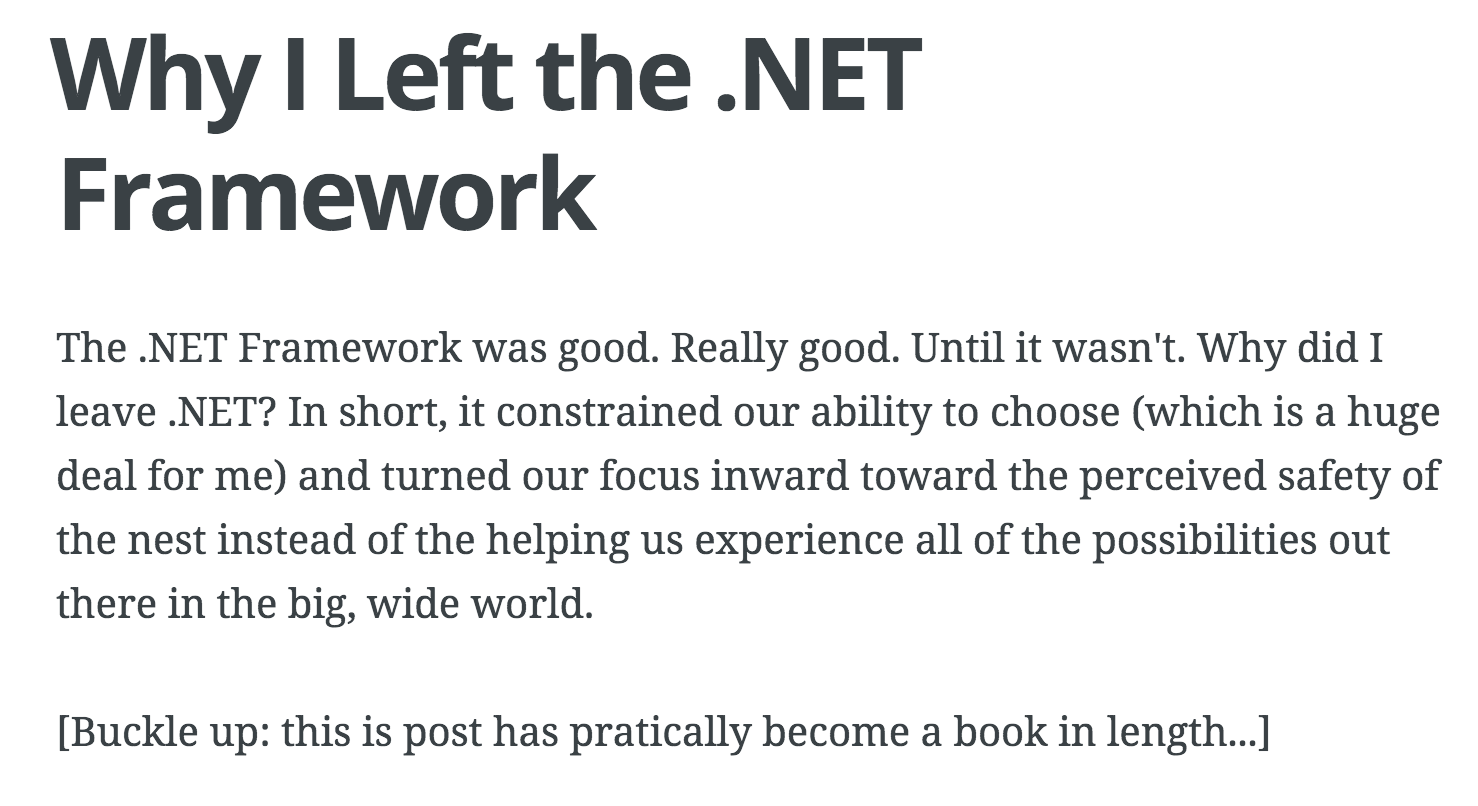 Why I Left the .NET
Framework
The .NET Framework was good. Really good. Until it wasn't. Why did I
leave .NET? In short, it constrained our ability to choose (which is a huge
deal for me) and turned our focus inward toward the perceived safety of
the nest instead of the helping us experience all of the possibilities out
there in the big, wide world.
[Buckle up: this is post has pratically become a book in length...]